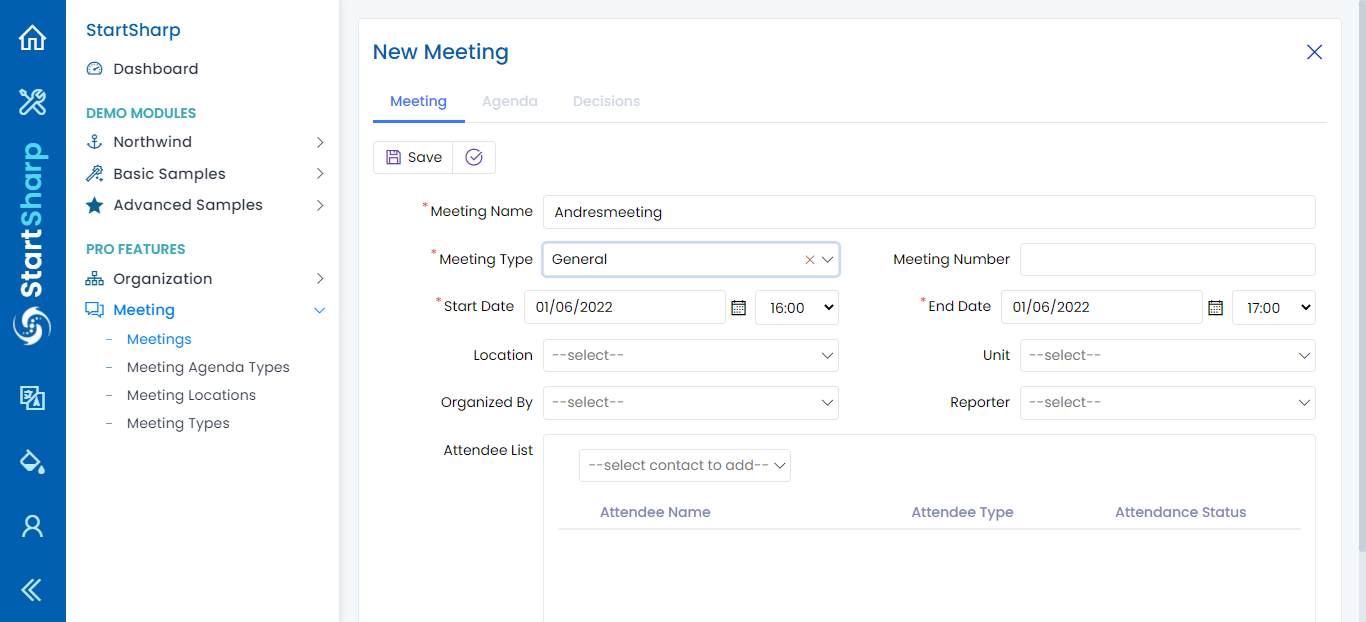 StartSharp
StartSharp
Dashboard
DEMO MODULES
Northwind
Basic Samples
Advanced Samples
PRO FEATURES
Organization
Meeting
– Meetings
– Meeting Agenda Types
– Meeting Locations
– Meeting Types
New Meeting
Meeting Agenda Decisions
Save
*Meeting Name Andresmeeting
*Meeting Type General Meeting Number
*Start Date 01/06/2022 16:00 *End Date 01/06/2022 17:00
Location --select-- Unit --select--
Organized By --select-- Reporter --select--
Attendee List
--select contact to add--
Attendee Name Attendee Type Attendance Status